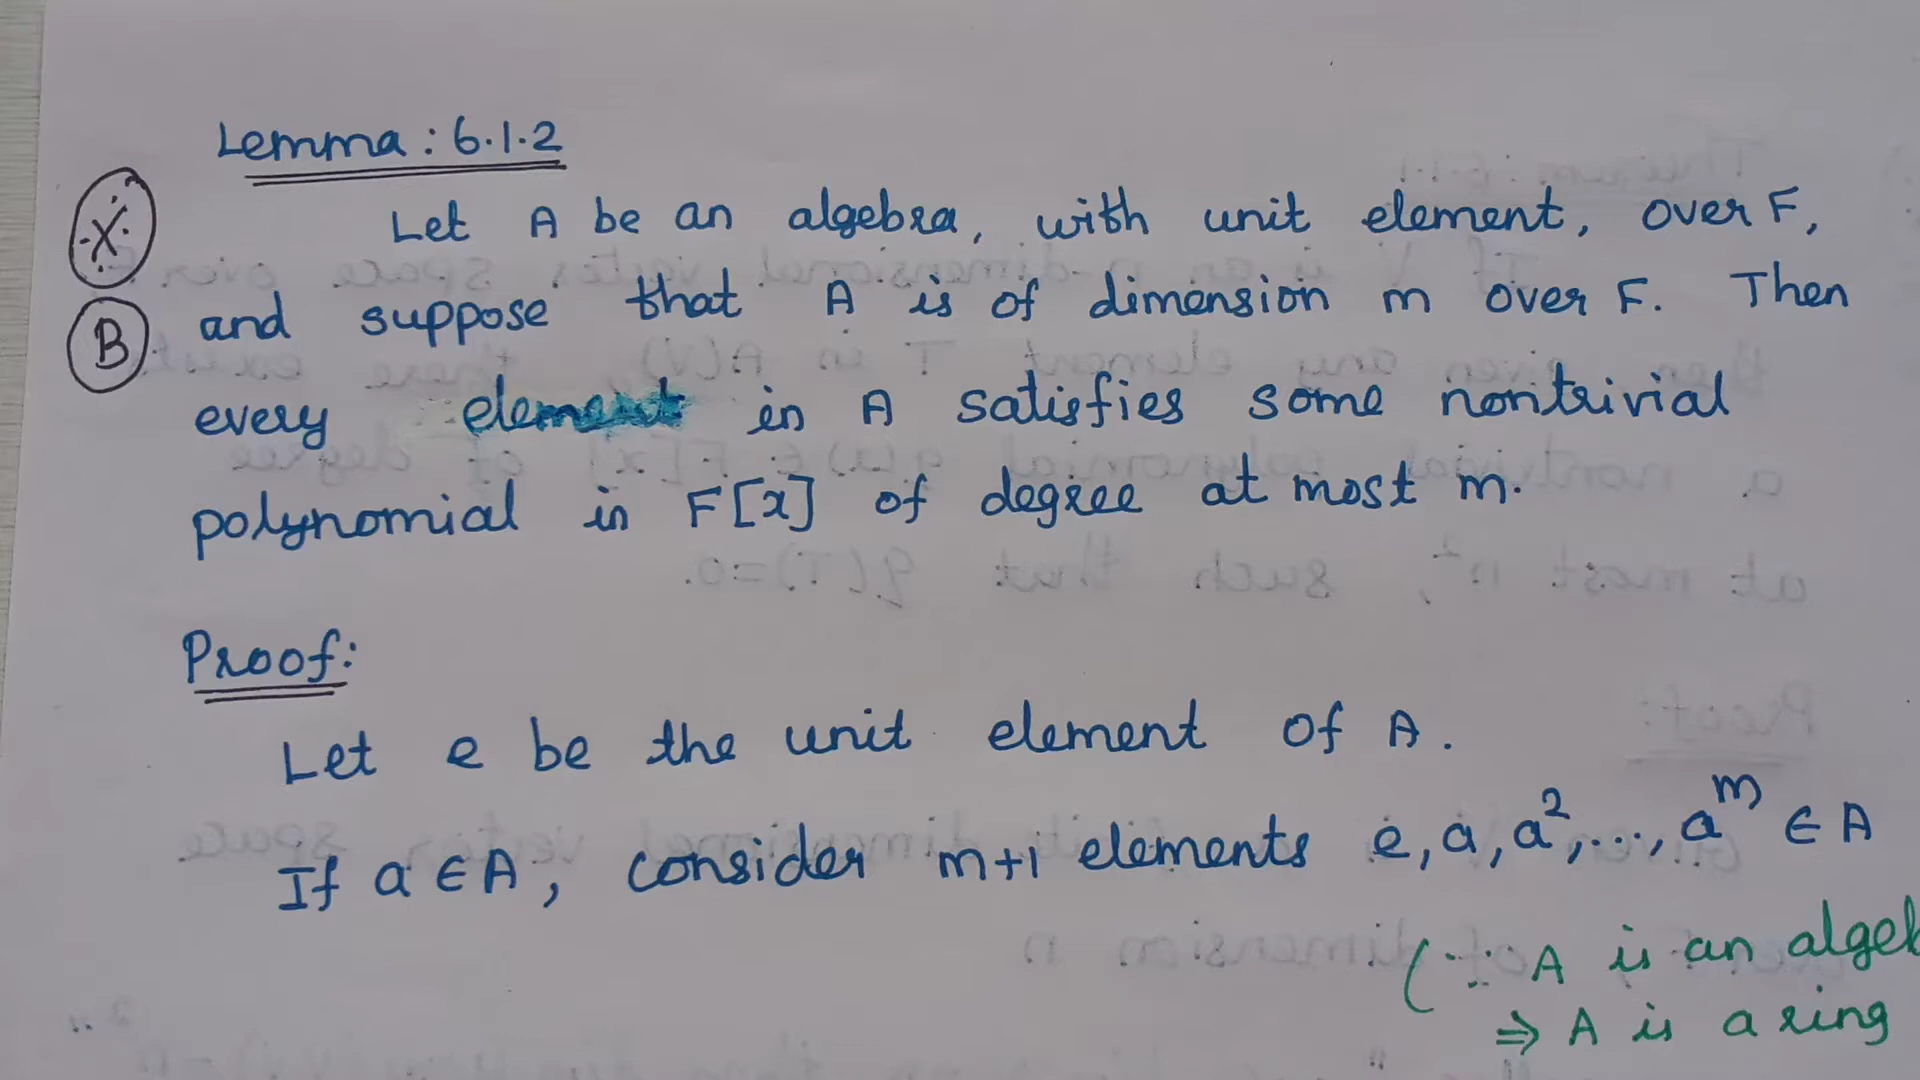 Lemma : 6.1.2
Let A be an algebra, with unit element, over F,
and suppose that A is of dimension m over F. Then
every element in A satisfies some nontrivial
polynomial in F[x] of degree at most m.
Proof:
Let e be the unit element of A.
If a ∈ A, consider m+1 elements e, a, a², ..., aᵐ ∈ A
(∵ A is an algeb
⇒ A is a ring
X
B